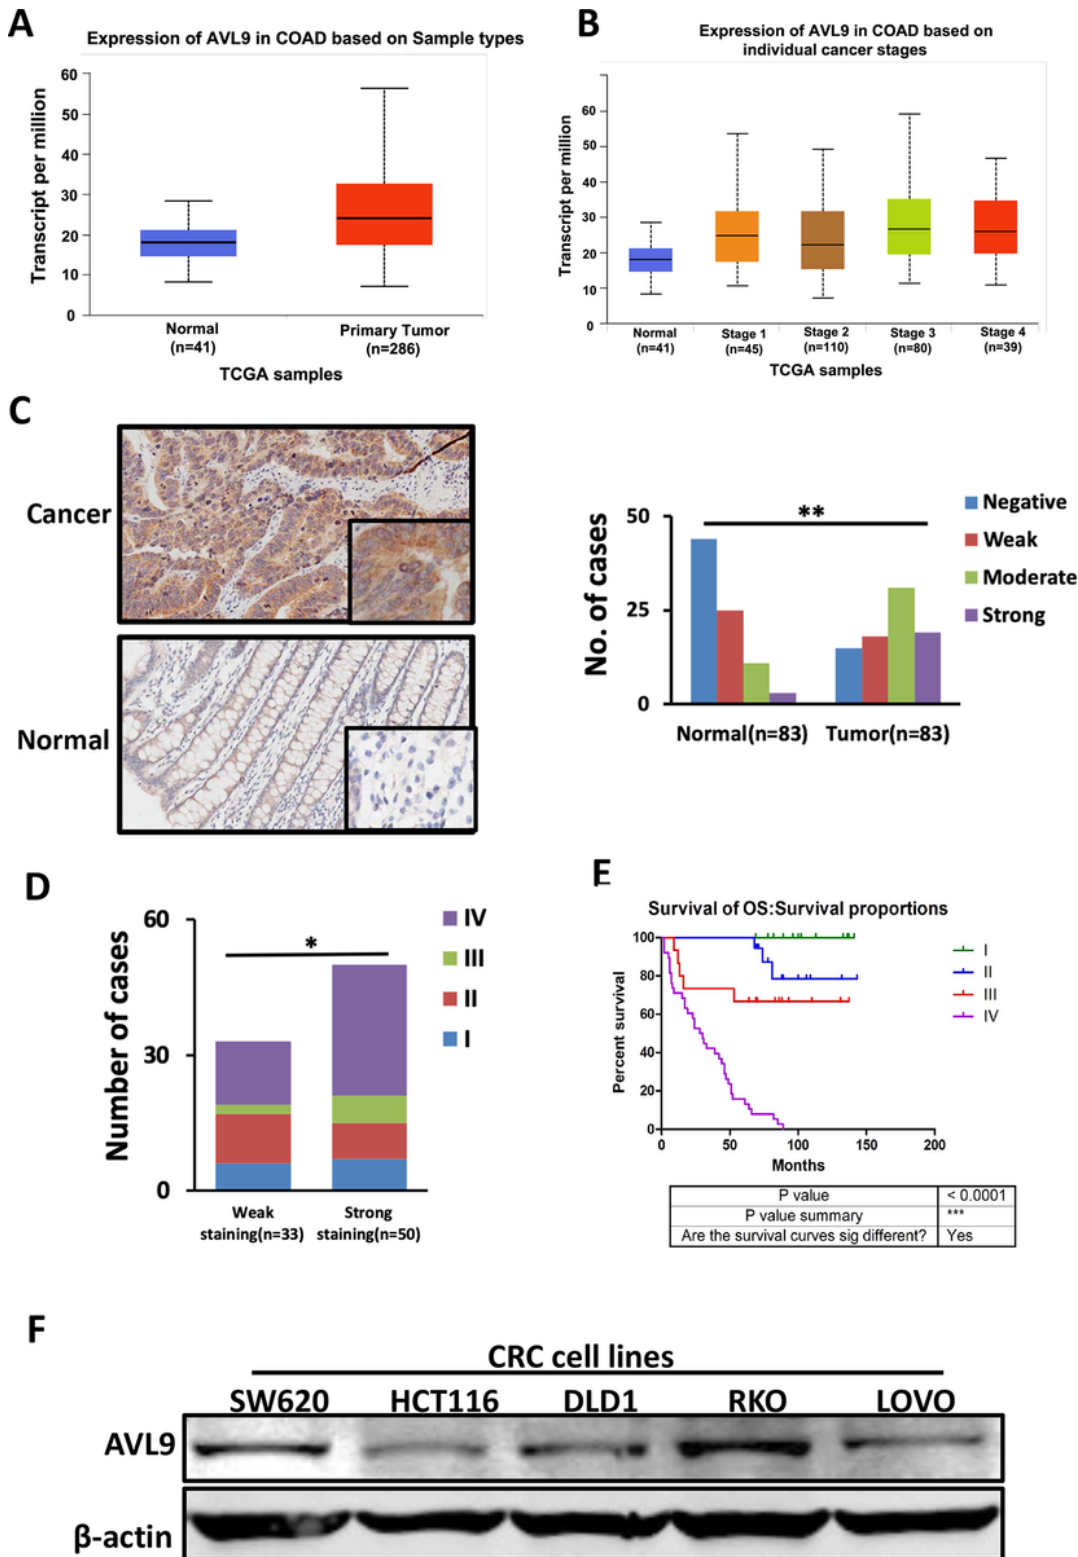 A
Expression of AVL9 in COAD based on Sample types
Transcript per million
60
50
40
30
20
10
0
Normal
(n=41)
Primary Tumor
(n=286)
TCGA samples
B
Expression of AVL9 in COAD based on
individual cancer stages
Transcript per million
60
50
40
30
20
10
0
Normal
(n=41)
Stage 1
(n=45)
Stage 2
(n=110)
Stage 3
(n=80)
Stage 4
(n=39)
TCGA samples
C
Cancer
Normal
No. of cases
50
25
0
**
Normal(n=83)
Tumor(n=83)
Negative
Weak
Moderate
Strong
D
Number of cases
60
30
0
*
Weak
staining(n=33)
Strong
staining(n=50)
IV
III
II
I
E
Survival of OS:Survival proportions
Percent survival
100
80
60
40
20
0
0 50 100 150 200
Months
I
II
III
IV
P value < 0.0001
P value summary ***
Are the survival curves sig different? Yes
F
CRC cell lines
SW620 HCT116 DLD1 RKO LOVO
AVL9
β-actin